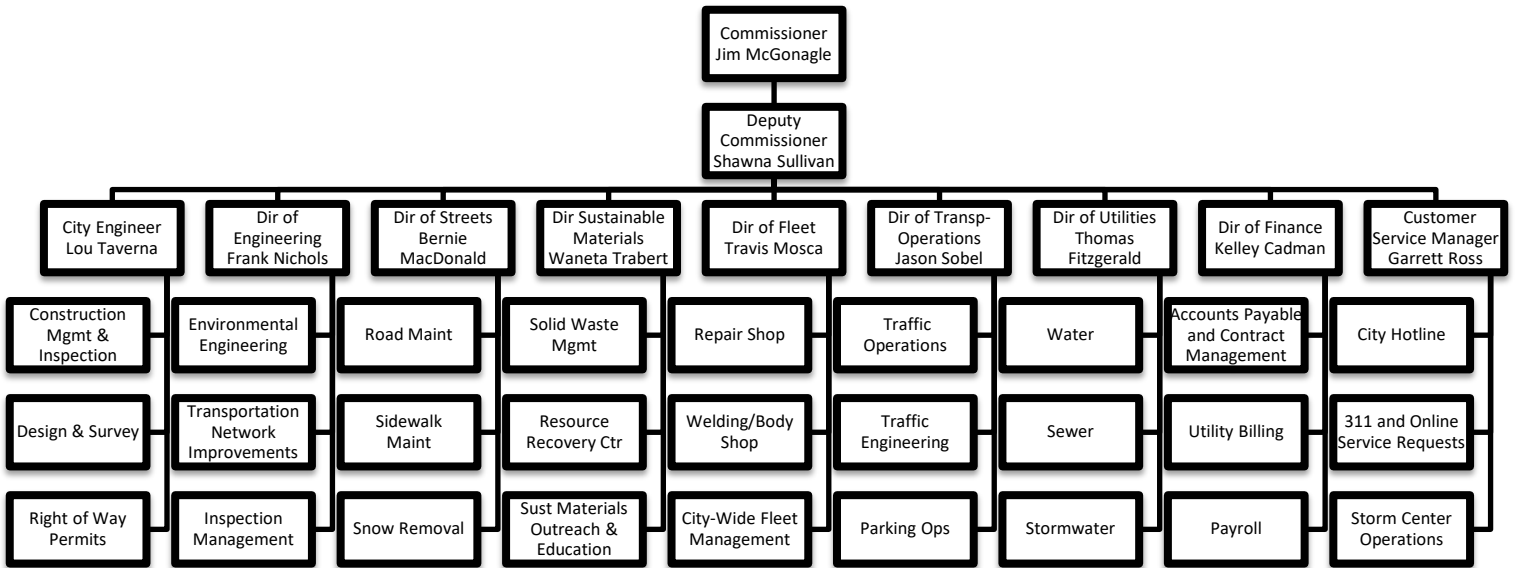 Commissioner
Jim McGonagle
Deputy
Commissioner
Shawna Sullivan
City Engineer
Lou Taverna
Dir of
Engineering
Frank Nichols
Dir of Streets
Bernie
MacDonald
Dir Sustainable
Materials
Waneta Trabert
Dir of Fleet
Travis Mosca
Dir of Transp-
Operations
Jason Sobel
Dir of Utilities
Thomas
Fitzgerald
Dir of Finance
Kelley Cadman
Customer
Service Manager
Garrett Ross
Construction
Mgmt &
Inspection
Environmental
Engineering
Road Maint
Solid Waste
Mgmt
Repair Shop
Traffic
Operations
Water
Accounts Payable
and Contract
Management
City Hotline
Design & Survey
Transportation
Network
Improvements
Sidewalk
Maint
Resource
Recovery Ctr
Welding/Body
Shop
Traffic
Engineering
Sewer
Utility Billing
311 and Online
Service Requests
Right of Way
Permits
Inspection
Management
Snow Removal
Sust Materials
Outreach &
Education
City-Wide Fleet
Management
Parking Ops
Stormwater
Payroll
Storm Center
Operations